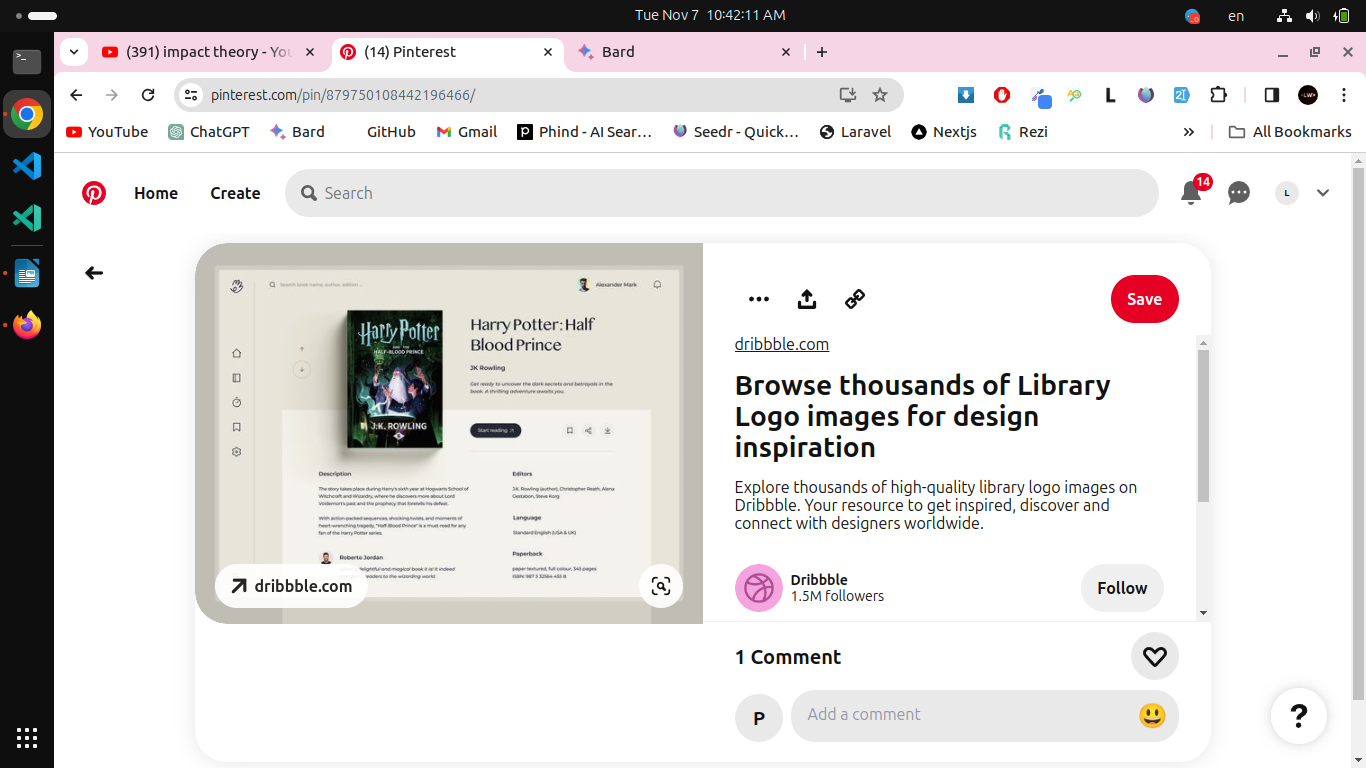 Tue Nov 7 10:42:11 AM
en
(391) impact theory - You
(14) Pinterest
Bard
pinterest.com/pin/879750108442196466/
YouTube
ChatGPT
Bard
GitHub
Gmail
Phind - AI Sear…
Seedr - Quick…
Laravel
Nextjs
Rezi
All Bookmarks
Home
Create
Search
14
L
Search book name, author, edition ...
Alexander Mark
Harry Potter: Half
Blood Prince
JK Rowling
Get ready to uncover the dark secrets and betrayals in the
book. A thrilling adventure awaits you.
Start reading
HARRY POTTER
AND THE
HALF-BLOOD PRINCE
J.K. ROWLING
Description
The story takes place during Harry's sixth year at Hogwarts School of
Witchcraft and Wizardry, where he discovers more about Lord
Voldemort's past and the prophecy that foretells his defeat.
With action-packed sequences, shocking twists, and moments of
heart-wrenching tragedy, "Half-Blood Prince" is a must-read for any
fan of the Harry Potter series.
Roberto Jordan
delightful and magical book it is! It indeed
readers to the wizarding world.
Editors
J.K. Rowling (author), Christopher Reath, Alena
Gestabon, Steve Korg
Language
Standard English (USA & UK)
Paperback
paper textured, full colour, 345 pages
ISBN: 987 3 32564 455 B
dribbble.com
Save
dribbble.com
Browse thousands of Library
Logo images for design
inspiration
Explore thousands of high-quality library logo images on
Dribbble. Your resource to get inspired, discover and
connect with designers worldwide.
Dribbble
1.5M followers
Follow
1 Comment
P
Add a comment
?